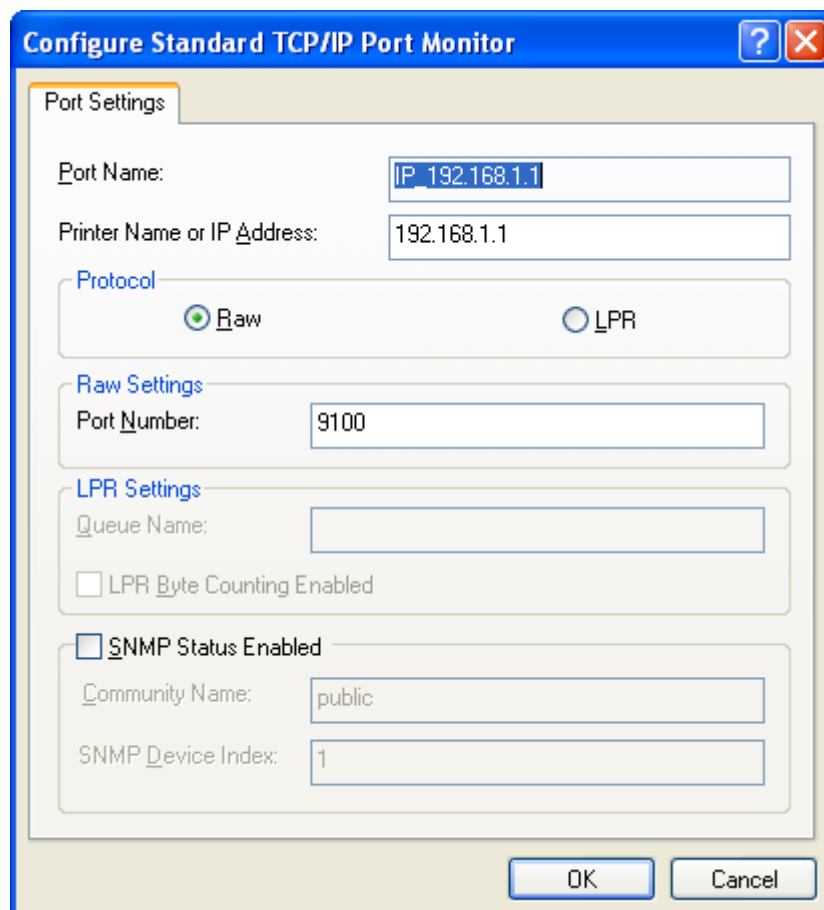 Configure Standard TCP/IP Port Monitor
Port Settings
Port Name: IP_192.168.1.1
Printer Name or IP Address: 192.168.1.1
Protocol
Raw LPR
Raw Settings
Port Number: 9100
LPR Settings
Queue Name:
LPR Byte Counting Enabled
SNMP Status Enabled
Community Name: public
SNMP Device Index: 1
OK Cancel